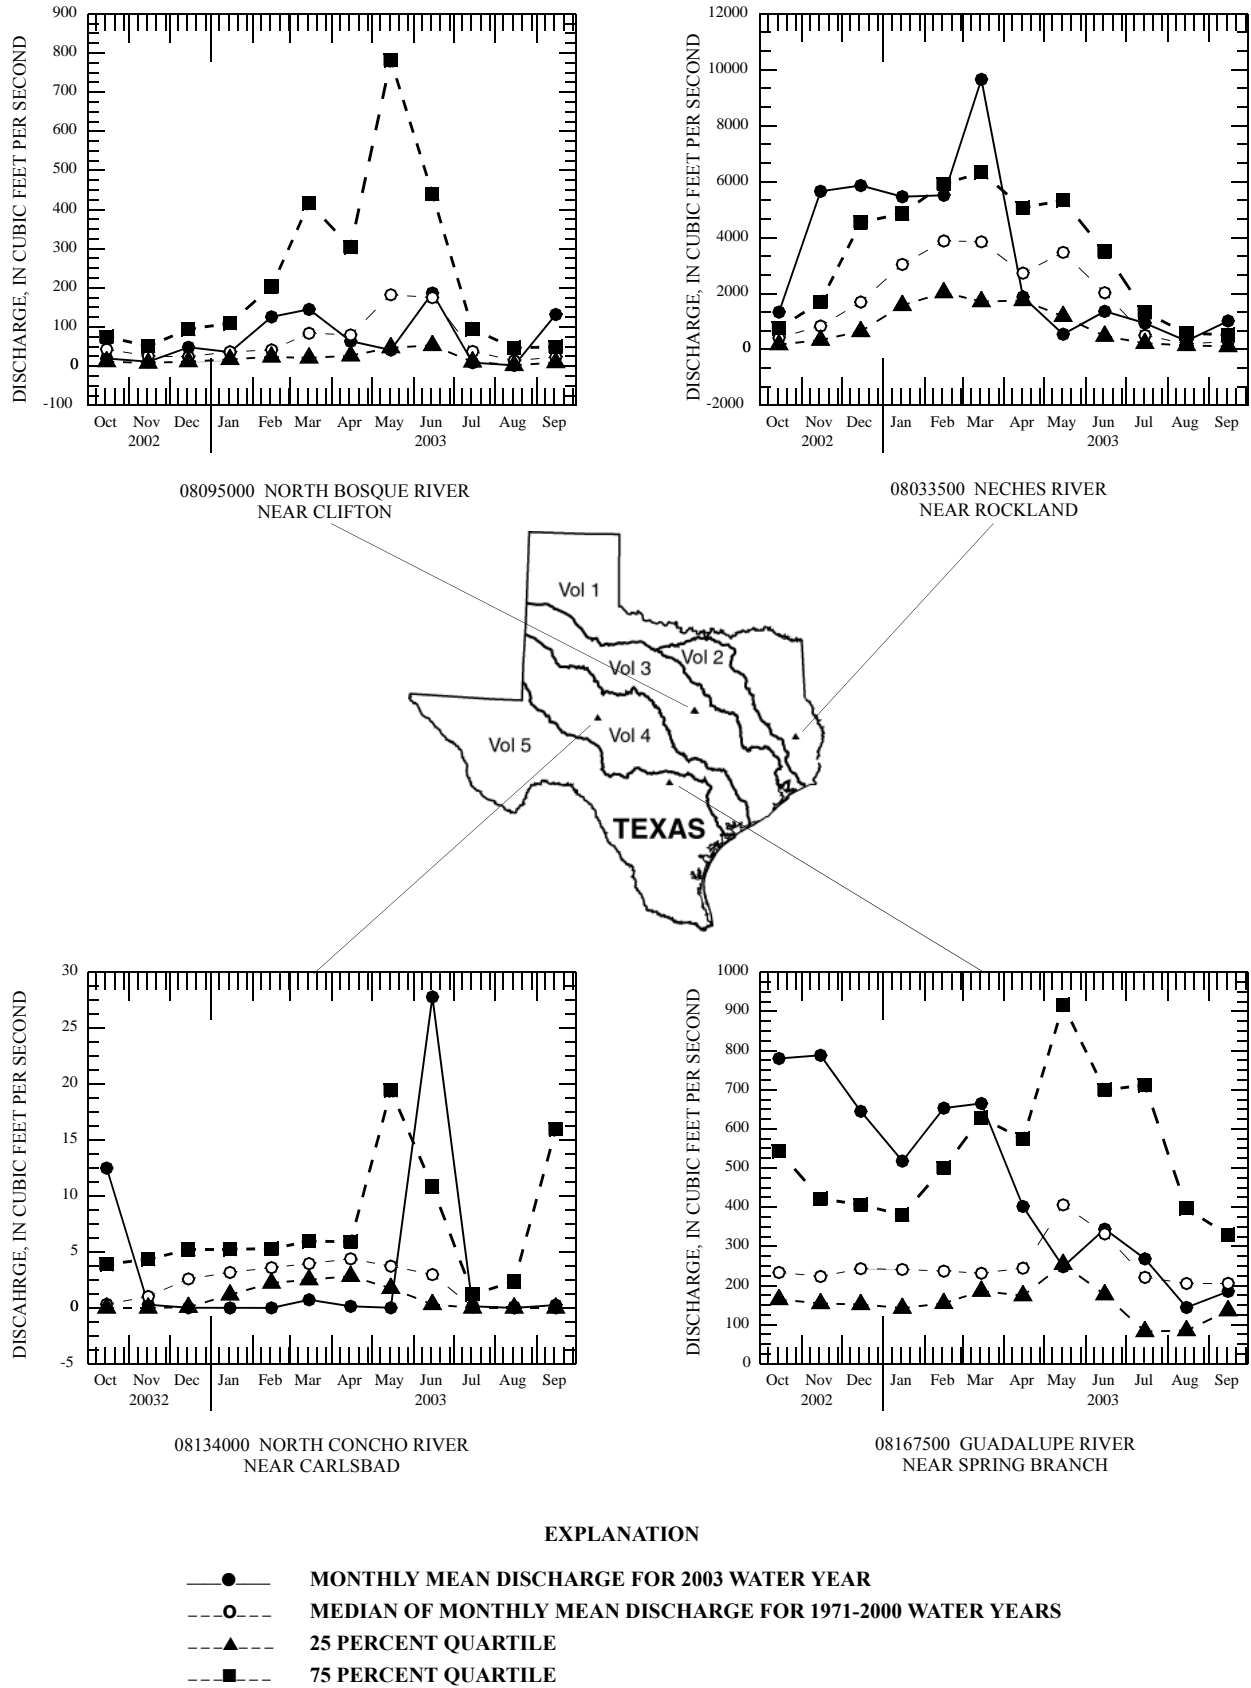 DISCHARGE, IN CUBIC FEET PER SECOND
900
800
700
600
500
400
300
200
100
0
-100
Oct Nov Dec Jan Feb Mar Apr May Jun Jul Aug Sep
2002 2003
08095000 NORTH BOSQUE RIVER
NEAR CLIFTON
DISCHARGE, IN CUBIC FEET PER SECOND
12000
10000
8000
6000
4000
2000
0
-2000
Oct Nov Dec Jan Feb Mar Apr May Jun Jul Aug Sep
2002 2003
08033500 NECHES RIVER
NEAR ROCKLAND
Vol 1
Vol 2
Vol 3
Vol 4
Vol 5
TEXAS
DISCAHRGE, IN CUBIC FEET PER SECOND
30
25
20
15
10
5
0
-5
Oct Nov Dec Jan Feb Mar Apr May Jun Jul Aug Sep
20032 2003
08134000 NORTH CONCHO RIVER
NEAR CARLSBAD
DISCHARGE, IN CUBIC FEET PER SECOND
1000
900
800
700
600
500
400
300
200
100
0
Oct Nov Dec Jan Feb Mar Apr May Jun Jul Aug Sep
2002 2003
08167500 GUADALUPE RIVER
NEAR SPRING BRANCH
EXPLANATION
MONTHLY MEAN DISCHARGE FOR 2003 WATER YEAR
MEDIAN OF MONTHLY MEAN DISCHARGE FOR 1971-2000 WATER YEARS
25 PERCENT QUARTILE
75 PERCENT QUARTILE